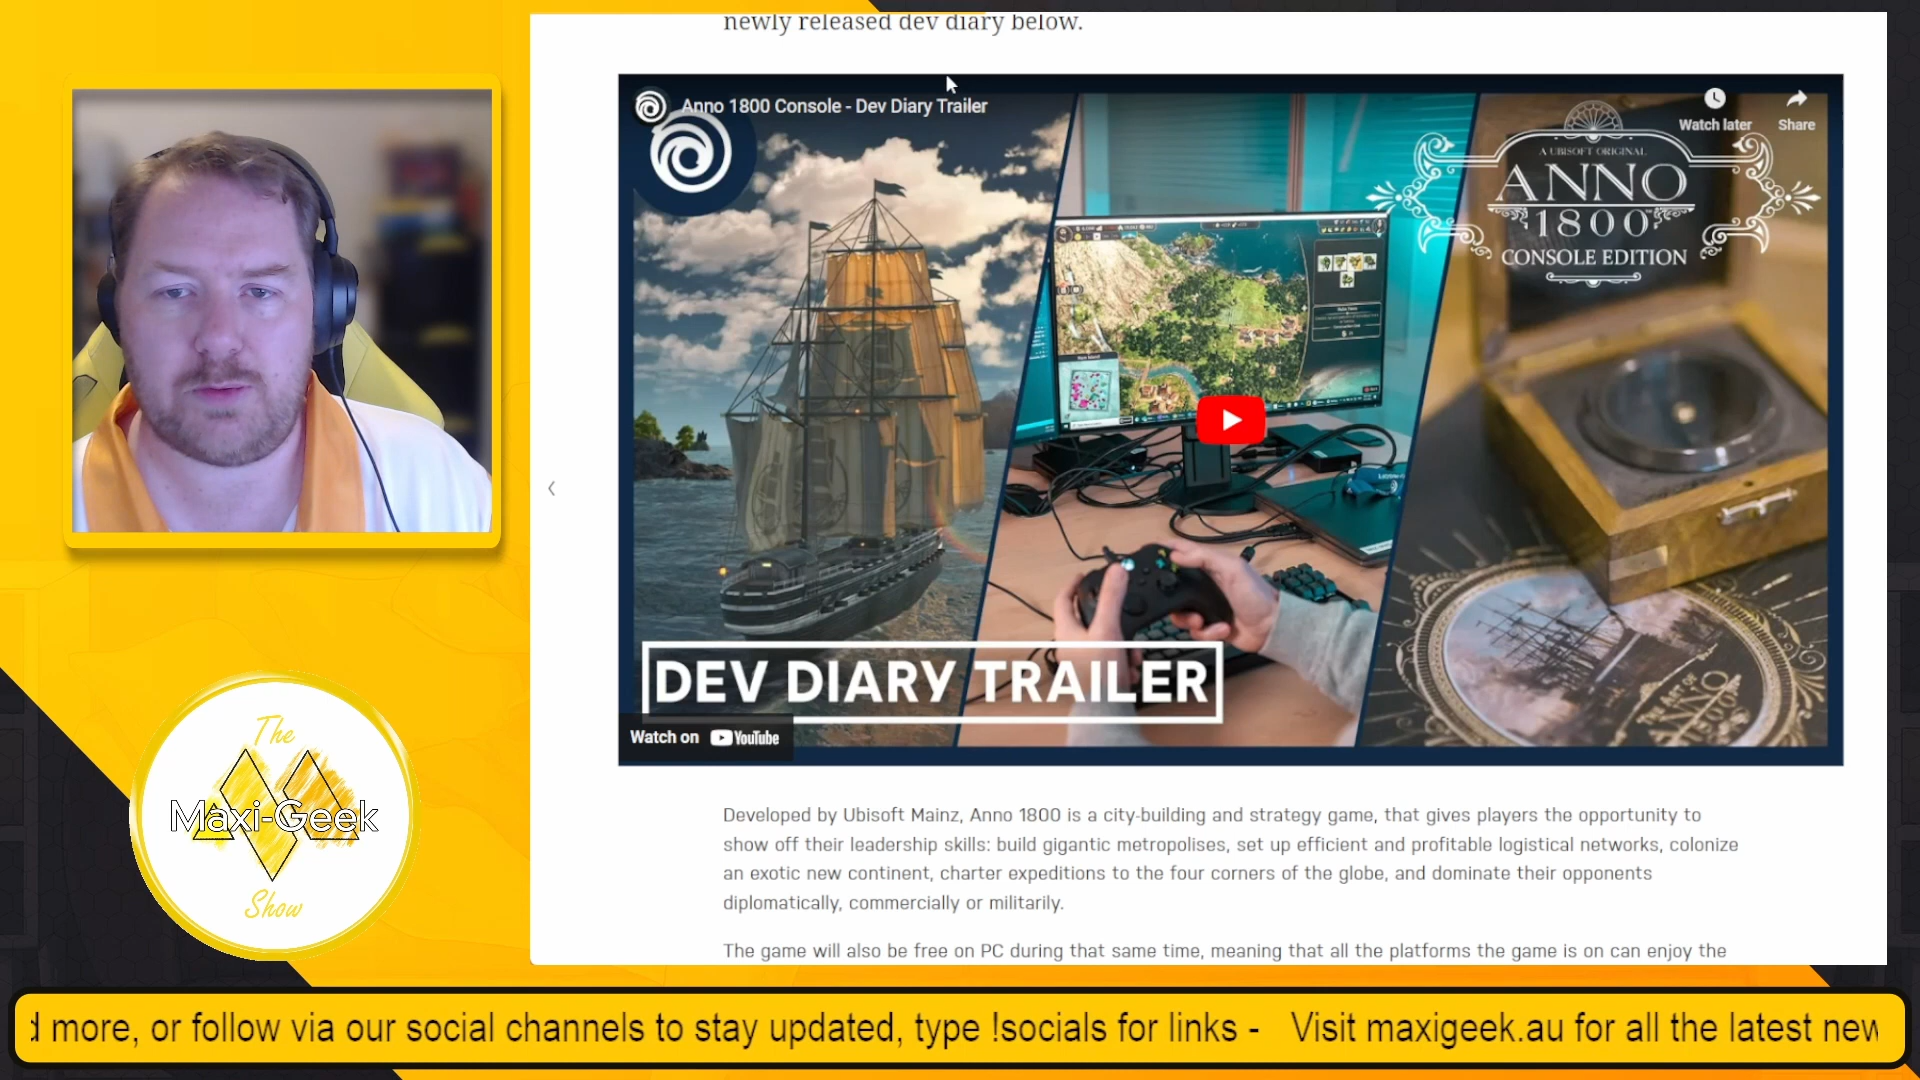 newly released dev diary below.
Anno 1800 Console - Dev Diary Trailer
Watch later
Share
A UBISOFT ORIGINAL
ANNO
1800
CONSOLE EDITION
THE ART OF
ANNO
1800
DEV DIARY TRAILER
Watch on YouTube
Developed by Ubisoft Mainz, Anno 1800 is a city-building and strategy game, that gives players the opportunity to
show off their leadership skills: build gigantic metropolises, set up efficient and profitable logistical networks, colonize
an exotic new continent, charter expeditions to the four corners of the globe, and dominate their opponents
diplomatically, commercially or militarily.
The game will also be free on PC during that same time, meaning that all the platforms the game is on can enjoy the
The
Maxi-Geek
Show
d more, or follow via our social channels to stay updated, type !socials for links - Visit maxigeek.au for all the latest new